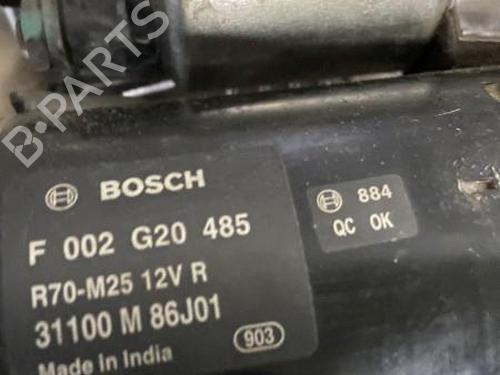 BOSCH
F 002 G20 485
R70-M25 12V R
31100 M 86J01
903
Made in India
884
QC OK
B-PARTS